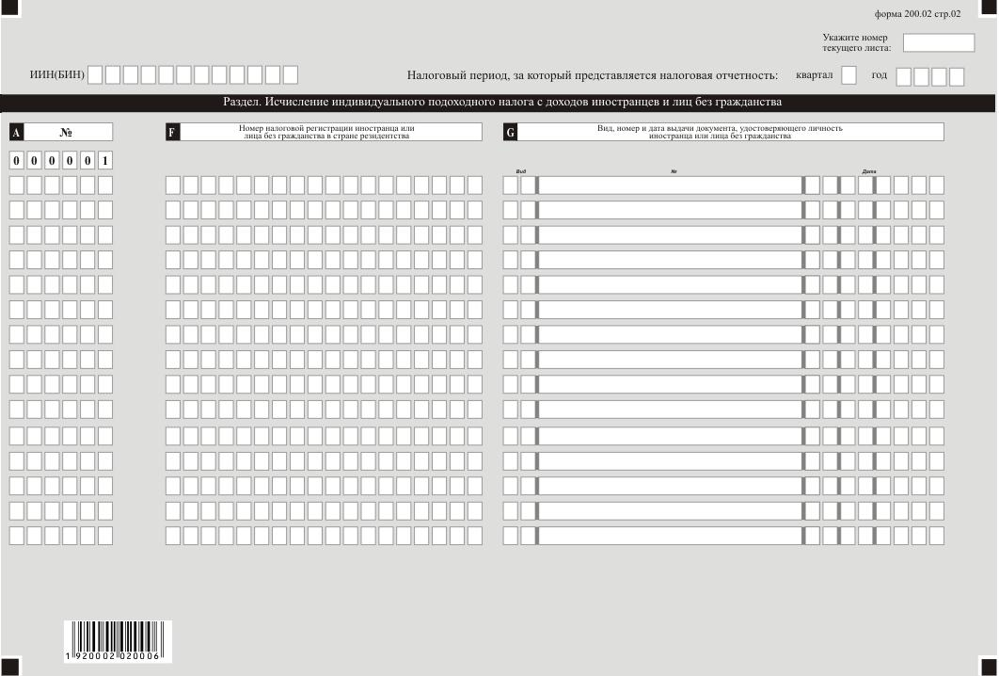 форма 200.02 стр.02
Укажите номер
текущего листа:
ИИН(БИН)
Налоговый период, за который представляется налоговая отчетность: квартал год
Раздел. Исчисление индивидуального подоходного налога с доходов иностранцев и лиц без гражданства
A №
F Номер налоговой регистрации иностранца или
лица без гражданства в стране резидентства
G Вид, номер и дата выдачи документа, удостоверяющего личность
иностранца или лица без гражданства
0 0 0 0 0 1
Вид № Дата
1 920002 020006